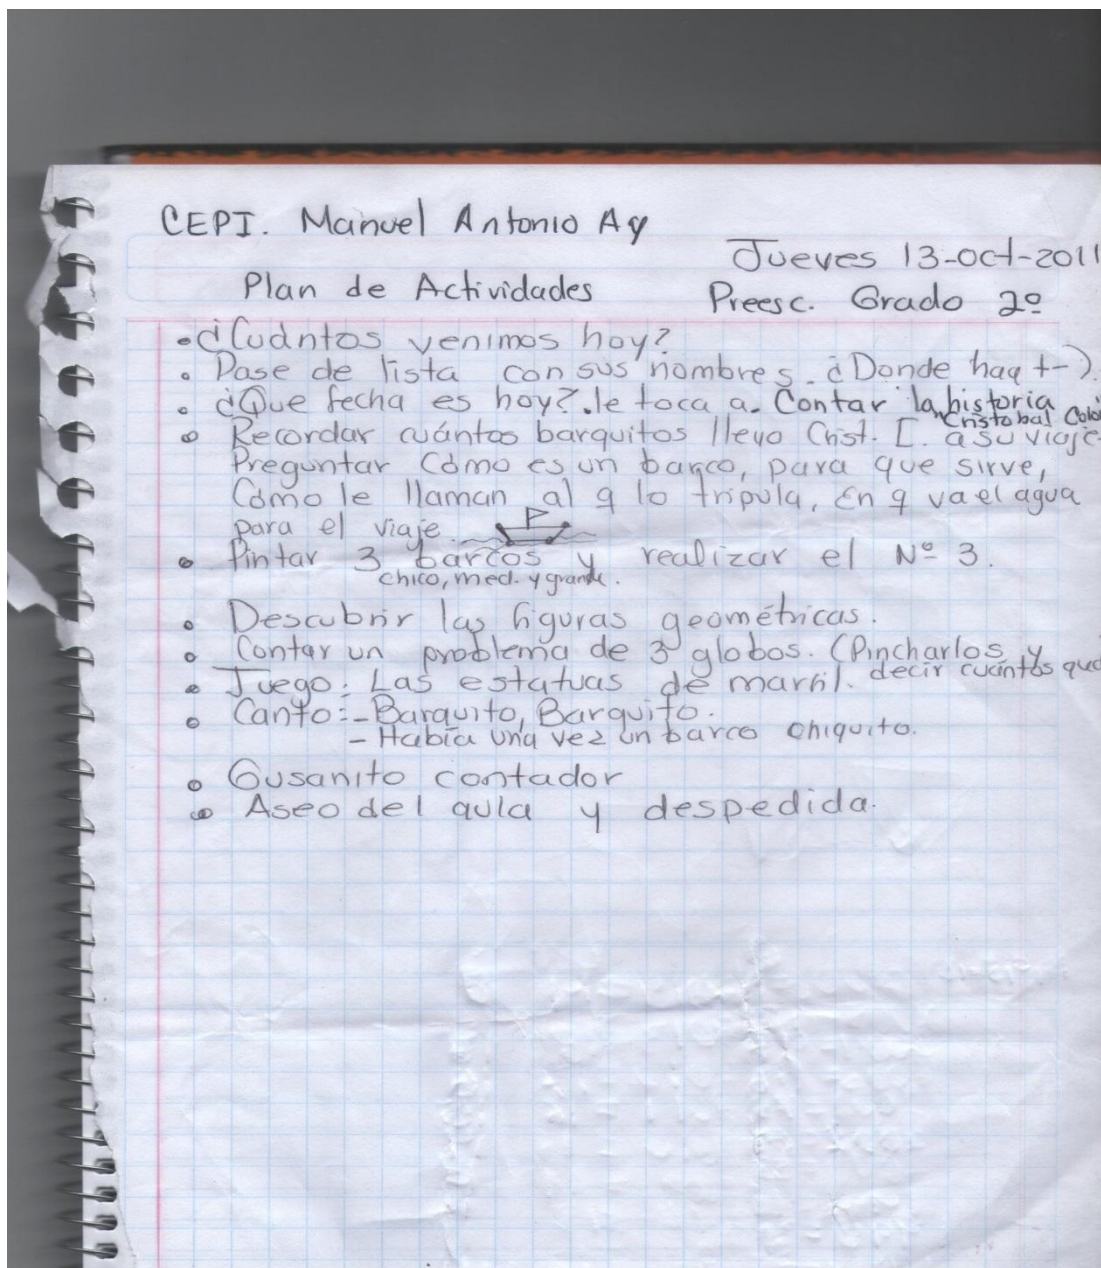 CEPI. Manuel Antonio Ay
Jueves 13-oct-2011
Plan de Actividades Preesc. Grado 2º
• ¿Cuántos venimos hoy?
• Pase de lista con sus nombres. ¿Donde hay +-).
• ¿Que fecha es hoy?. le toca a. Contar la historia
Cristobal Colo
• Recordar cuántos barquitos llevo Crist. C. a su viaje.
Preguntar Cómo es un barco, para que sirve,
Cómo le llaman al q lo tripula, En q va el agua
para el viaje.
• Pintar 3 barcos y realizar el Nº 3.
chico, med. y grande.
• Descubrir las figuras geométricas.
• Contar un problema de 3 globos. (Pincharlos y
decir cuántos qued
• Juego: Las estatuas de marfil.
• Canto:- Barquito, Barquito.
- Había una vez un barco chiquito.
• Gusanito contador
• Aseo del aula y despedida.